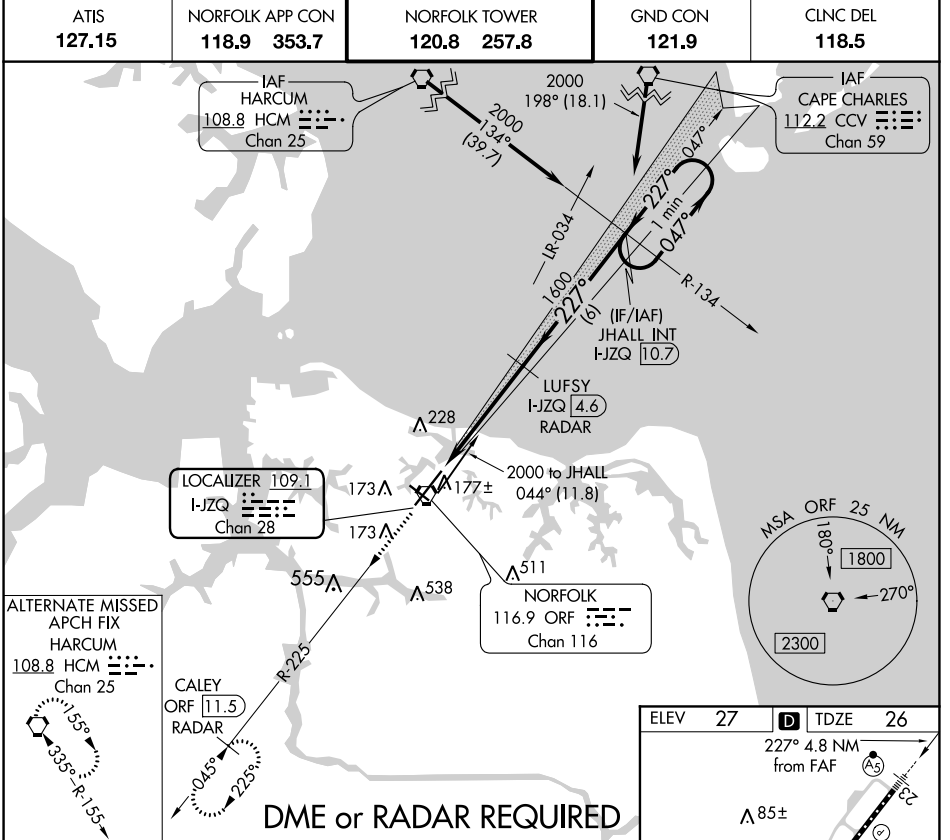 ATIS
127.15
NORFOLK APP CON
118.9 353.7
NORFOLK TOWER
120.8 257.8
GND CON
121.9
CLNC DEL
118.5
IAF
HARCUM
108.8 HCM
Chan 25
2000
134°
(39.7)
2000
198° (18.1)
IAF
CAPE CHARLES
112.2 CCV
Chan 59
047°
227°
1 min
047°
LR-034
R-134
1600
227°
(6)
(IF/IAF)
JHALL INT
I-JZQ 10.7
LUFSY
I-JZQ 4.6
RADAR
228
2000 to JHALL
044° (11.8)
LOCALIZER 109.1
I-JZQ
Chan 28
173
177±
173
555
538
511
NORFOLK
116.9 ORF
Chan 116
MSA ORF 25 NM
180°
1800
270°
2300
ALTERNATE MISSED
APCH FIX
HARCUM
108.8 HCM
Chan 25
155°
335°-R-155
R-225
CALEY
ORF 11.5
RADAR
045°
225°
DME or RADAR REQUIRED
ELEV 27 D TDZE 26
227° 4.8 NM
from FAF
A5
23
85±
P